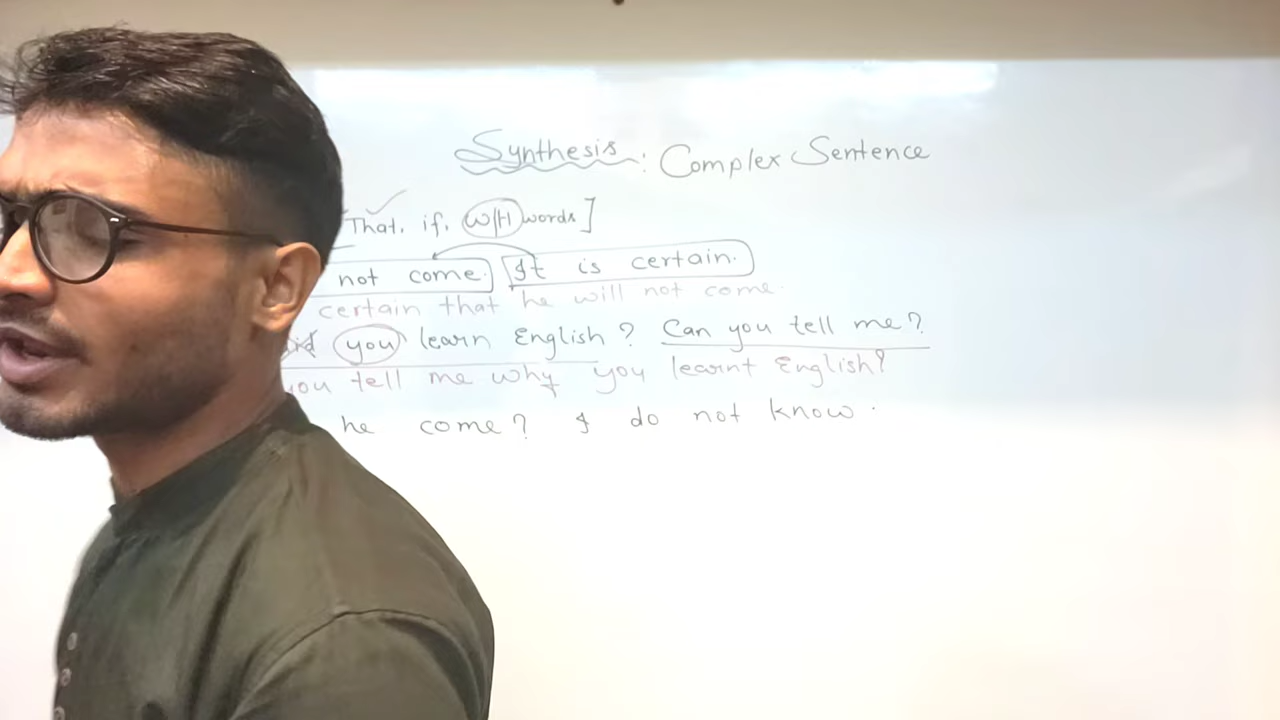 Synthesis : Complex Sentence
That, if, W/H words]
not come. It is certain.
certain that he will not come.
you learn English? Can you tell me?
you tell me why you learnt English?
he come? I do not know.